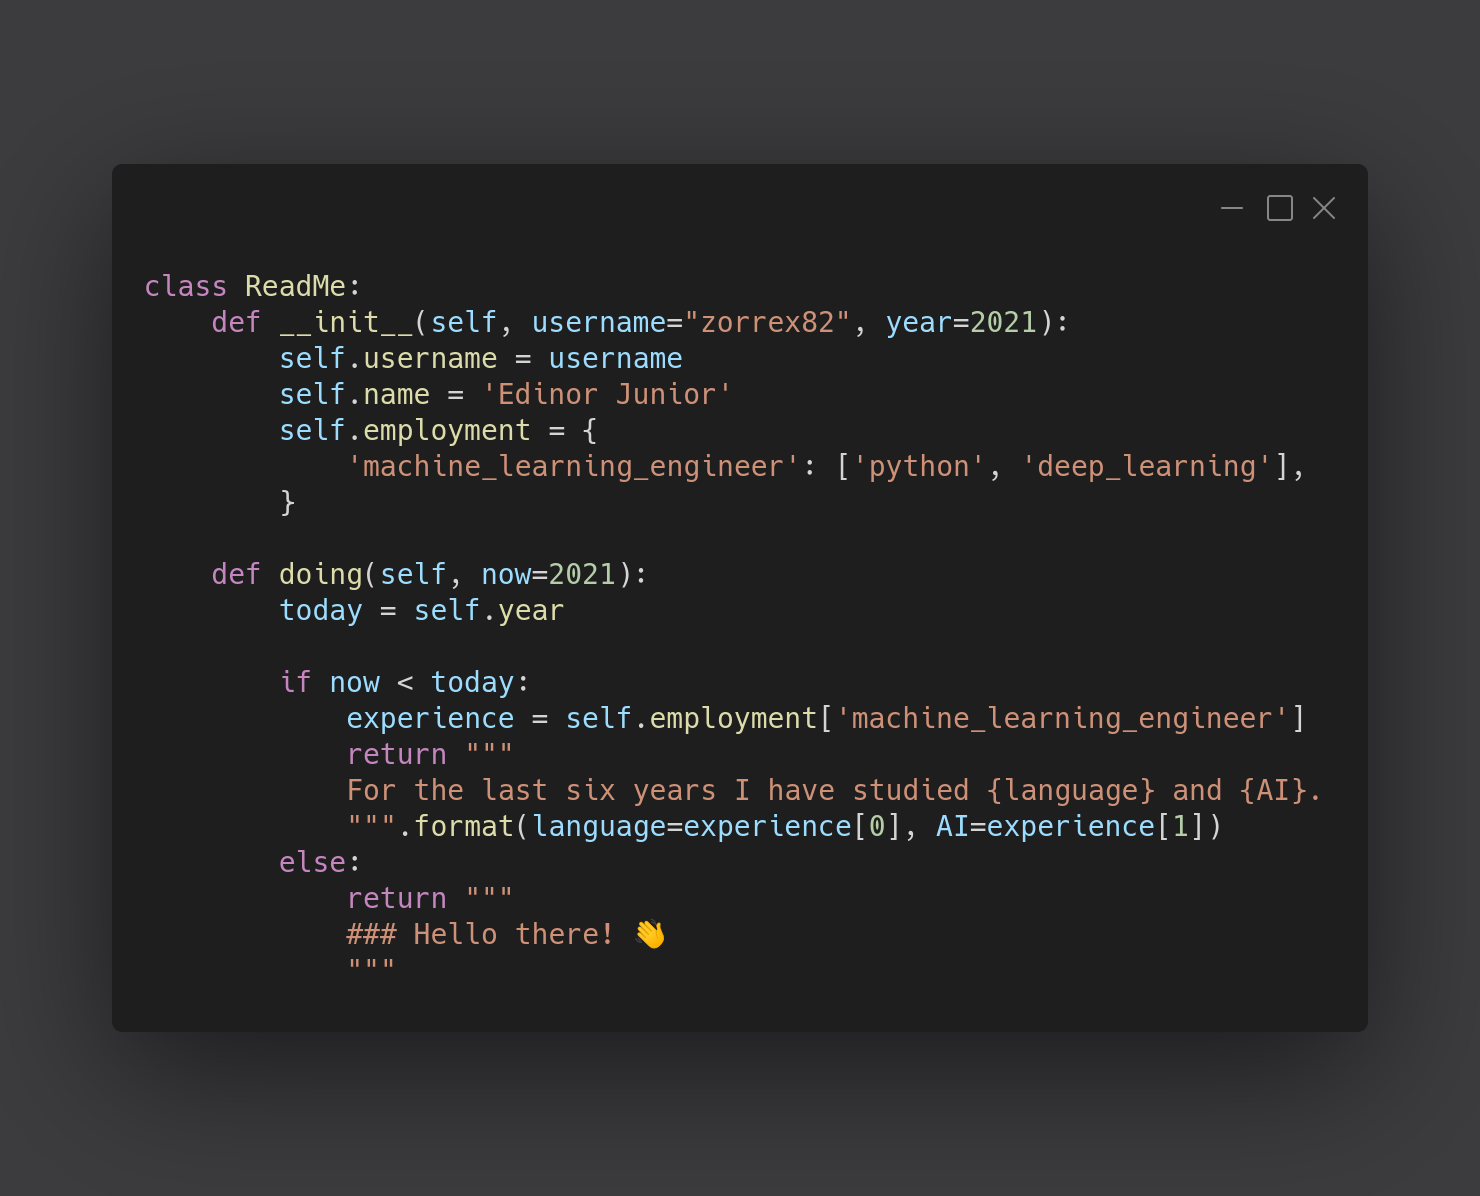 class ReadMe:
    def __init__(self, username="zorrex82", year=2021):
        self.username = username
        self.name = 'Edinor Junior'
        self.employment = {
            'machine_learning_engineer': ['python', 'deep_learning'],
        }

    def doing(self, now=2021):
        today = self.year

        if now < today:
            experience = self.employment['machine_learning_engineer']
            return """
            For the last six years I have studied {language} and {AI}.
            """.format(language=experience[0], AI=experience[1])
        else:
            return """
            ### Hello there! 👋
            """